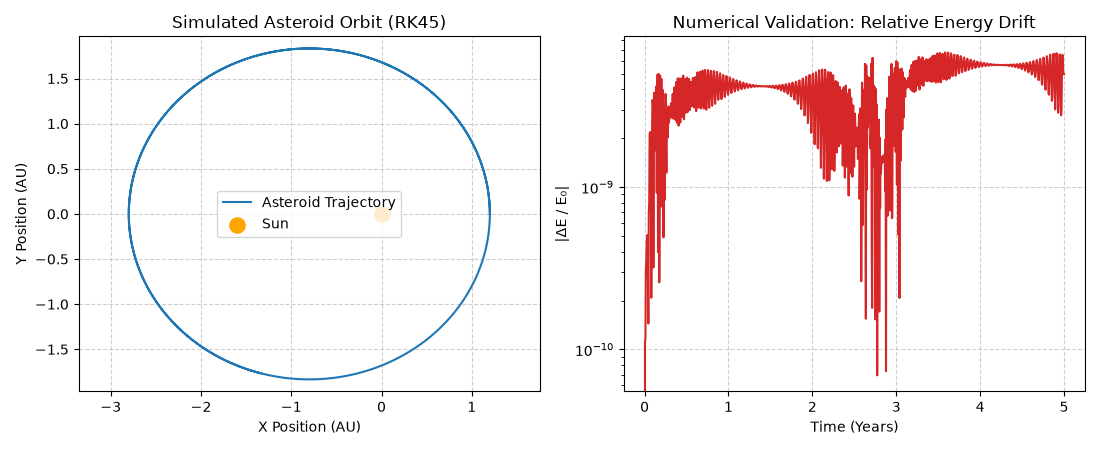 Simulated Asteroid Orbit (RK45)
Y Position (AU)
1.5
1.0
0.5
0.0
−0.5
−1.0
−1.5
Asteroid Trajectory
Sun
−3
−2
−1
0
1
X Position (AU)
Numerical Validation: Relative Energy Drift
|ΔE / E₀|
10⁻⁹
10⁻¹⁰
0
1
2
3
4
5
Time (Years)